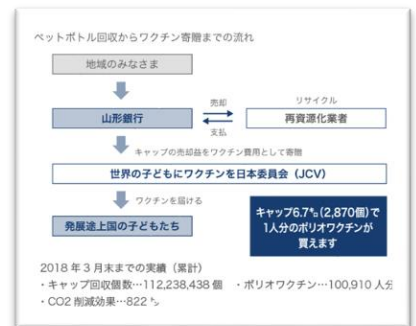 ペットボトル回収からワクチン寄贈までの流れ
地域のみなさま
山形銀行
売却
支払
リサイクル
再資源化業者
キャップの売却益をワクチン費用として寄贈
世界の子どもにワクチンを日本委員会（JCV）
ワクチンを届ける
発展途上国の子どもたち
キャップ6.7㌔(2,870個)で
1人分のポリオワクチンが
買えます
2018年3月末までの実績（累計）
・キャップ回収個数…112,238,438個 ・ポリオワクチン…100,910人分
・CO2削減効果…822㌧